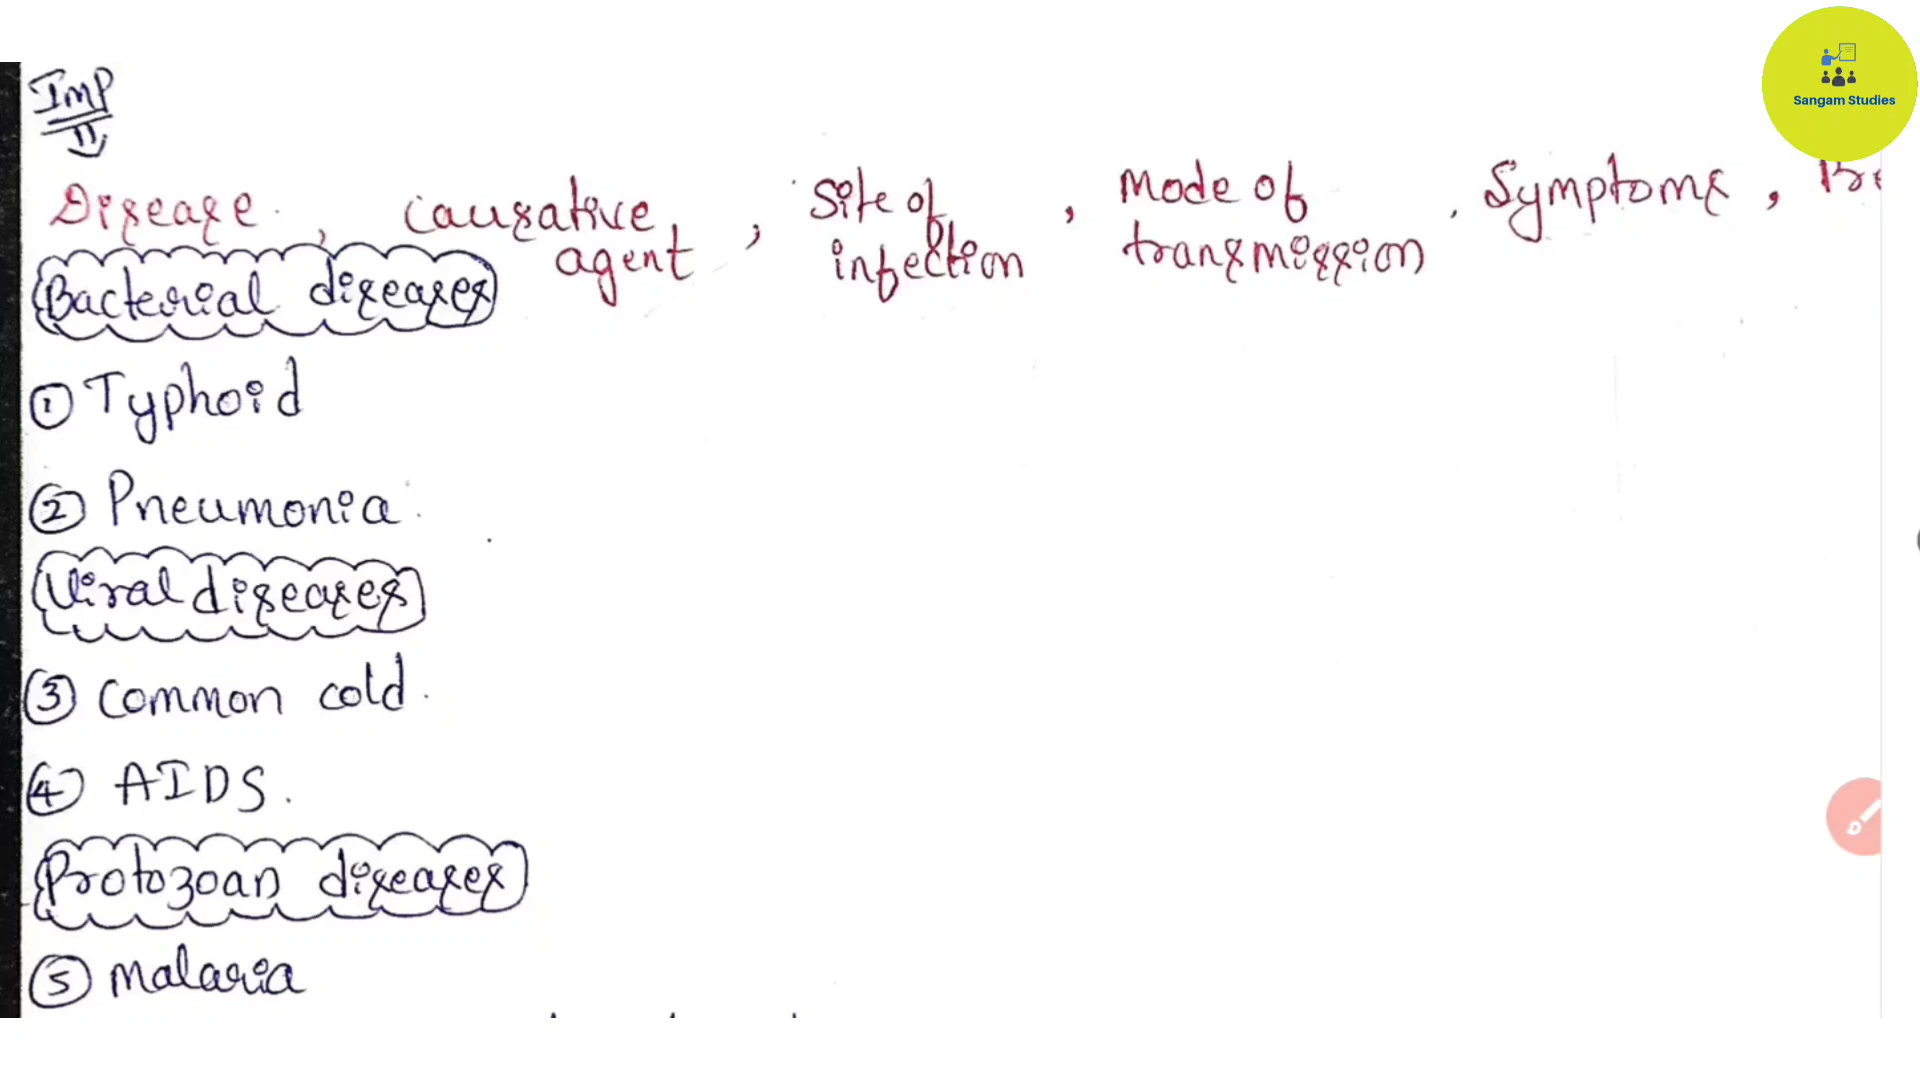 Imp
Sangam Studies
Disease, causative agent, Site of infection, Mode of transmission, Symptoms,
Bacterial diseases
① Typhoid
② Pneumonia
Viral diseases
③ Common cold.
④ AIDS.
Protozoan diseases
⑤ Malaria